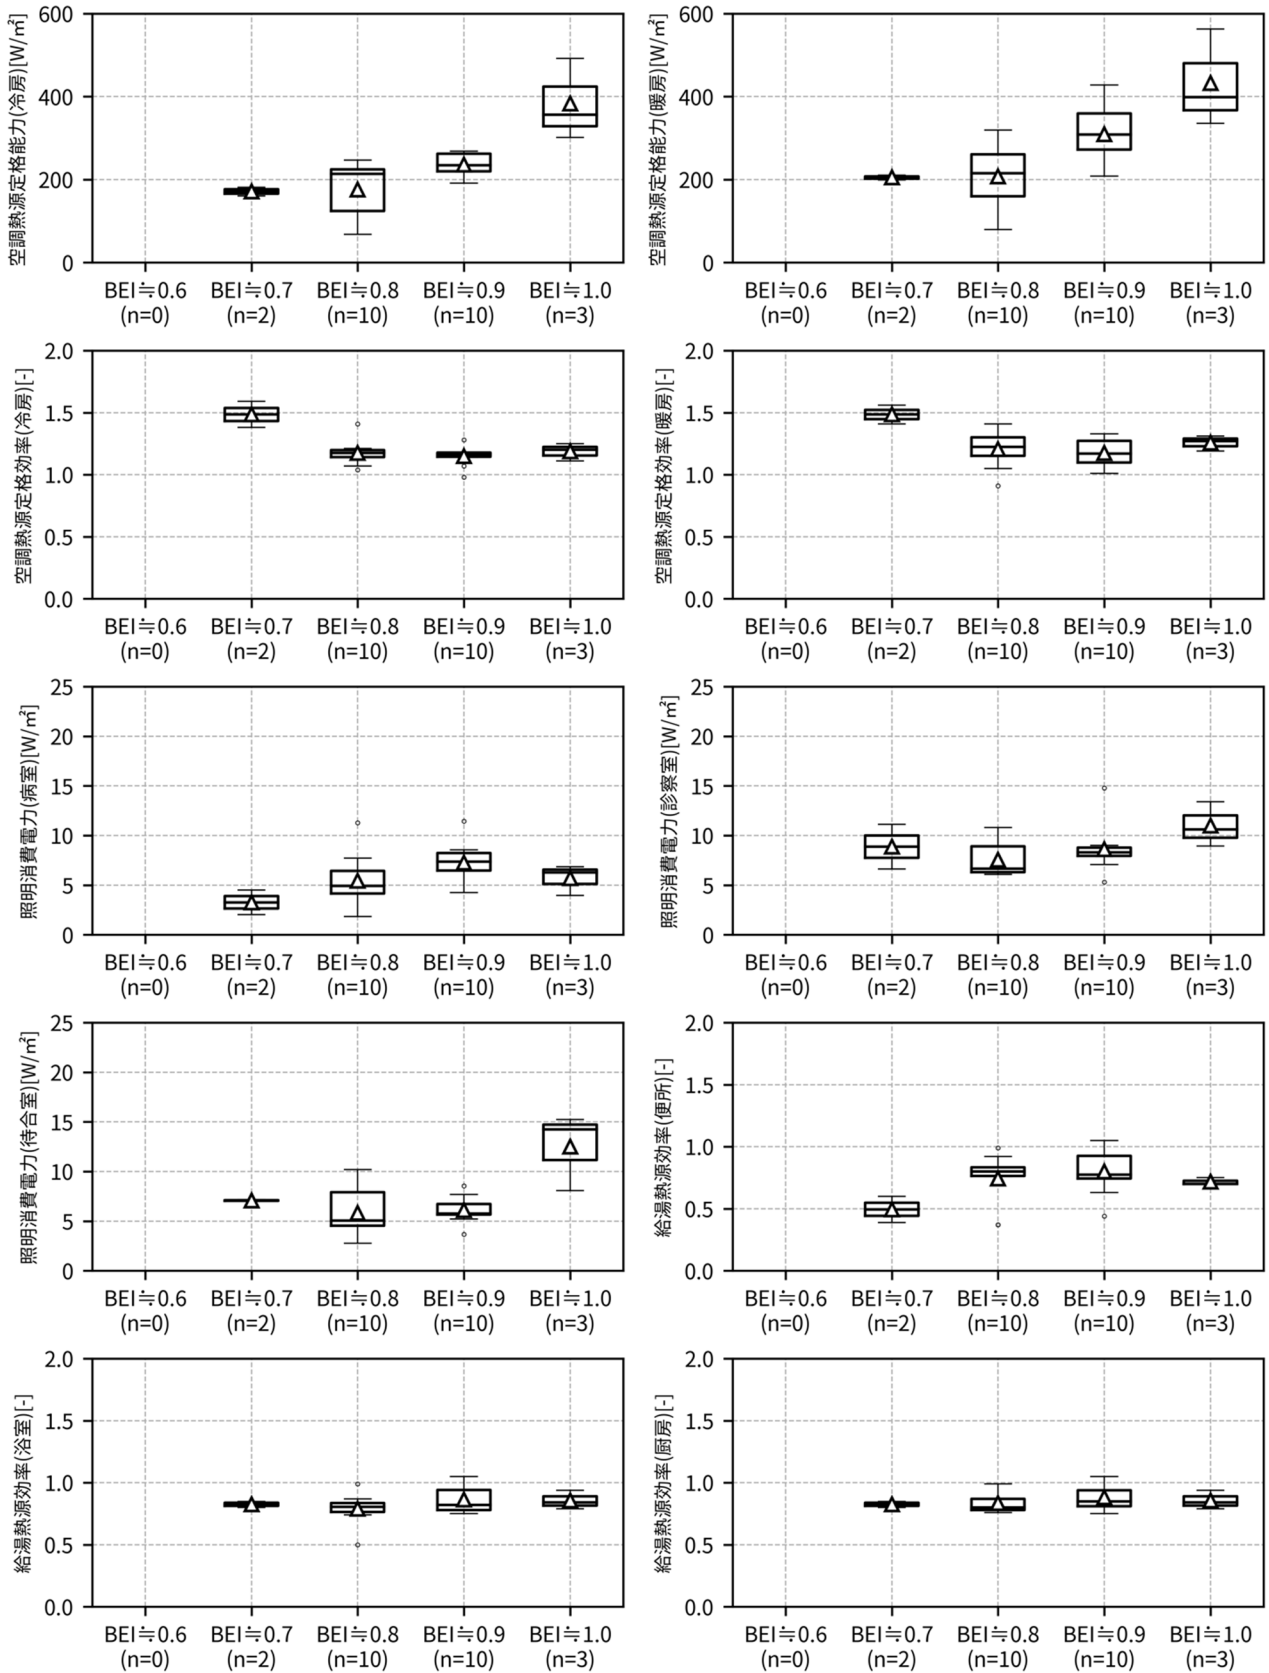 空調熱源定格能力(冷房)[W/㎡]
600
400
200
0
BEI≒0.6 BEI≒0.7 BEI≒0.8 BEI≒0.9 BEI≒1.0
(n=0) (n=2) (n=10) (n=10) (n=3)
空調熱源定格能力(暖房)[W/㎡]
600
400
200
0
BEI≒0.6 BEI≒0.7 BEI≒0.8 BEI≒0.9 BEI≒1.0
(n=0) (n=2) (n=10) (n=10) (n=3)
空調熱源定格効率(冷房)[-]
2.0
1.5
1.0
0.5
0.0
BEI≒0.6 BEI≒0.7 BEI≒0.8 BEI≒0.9 BEI≒1.0
(n=0) (n=2) (n=10) (n=10) (n=3)
空調熱源定格効率(暖房)[-]
2.0
1.5
1.0
0.5
0.0
BEI≒0.6 BEI≒0.7 BEI≒0.8 BEI≒0.9 BEI≒1.0
(n=0) (n=2) (n=10) (n=10) (n=3)
照明消費電力(病室)[W/㎡]
25
20
15
10
5
0
BEI≒0.6 BEI≒0.7 BEI≒0.8 BEI≒0.9 BEI≒1.0
(n=0) (n=2) (n=10) (n=10) (n=3)
照明消費電力(診察室)[W/㎡]
25
20
15
10
5
0
BEI≒0.6 BEI≒0.7 BEI≒0.8 BEI≒0.9 BEI≒1.0
(n=0) (n=2) (n=10) (n=10) (n=3)
照明消費電力(待合室)[W/㎡]
25
20
15
10
5
0
BEI≒0.6 BEI≒0.7 BEI≒0.8 BEI≒0.9 BEI≒1.0
(n=0) (n=2) (n=10) (n=10) (n=3)
給湯熱源効率(便所)[-]
2.0
1.5
1.0
0.5
0.0
BEI≒0.6 BEI≒0.7 BEI≒0.8 BEI≒0.9 BEI≒1.0
(n=0) (n=2) (n=10) (n=10) (n=3)
給湯熱源効率(浴室)[-]
2.0
1.5
1.0
0.5
0.0
BEI≒0.6 BEI≒0.7 BEI≒0.8 BEI≒0.9 BEI≒1.0
(n=0) (n=2) (n=10) (n=10) (n=3)
給湯熱源効率(厨房)[-]
2.0
1.5
1.0
0.5
0.0
BEI≒0.6 BEI≒0.7 BEI≒0.8 BEI≒0.9 BEI≒1.0
(n=0) (n=2) (n=10) (n=10) (n=3)